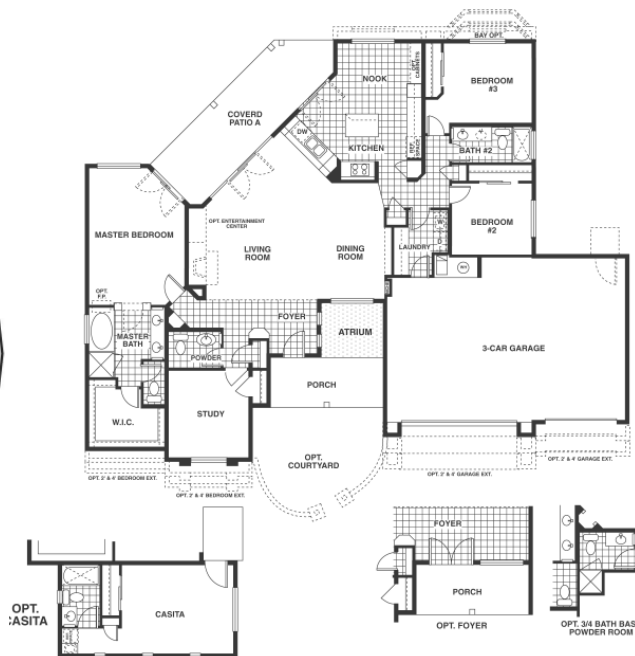 BAY OPT.
NOOK
OPT.
CABINETS
BEDROOM
#3
COVERD
PATIO A
DW
KITCHEN
REF.
SPACE
BATH #2
MASTER BEDROOM
OPT. ENTERTAINMENT
CENTER
LIVING
ROOM
DINING
ROOM
LAUNDRY
W
D
BEDROOM
#2
WH
OPT.
F.P.
MASTER
BATH
FOYER
ATRIUM
3-CAR GARAGE
POWDER
PORCH
W.I.C.
STUDY
OPT.
COURTYARD
OPT. 2' & 4' BEDROOM EXT.
OPT. 2' & 4' BEDROOM EXT.
OPT. 2' & 4' GARAGE EXT.
OPT. 2' & 4' GARAGE EXT.
OPT.
CASITA
CASITA
FOYER
PORCH
OPT. FOYER
OPT. 3/4 BATH BAS
POWDER ROOM